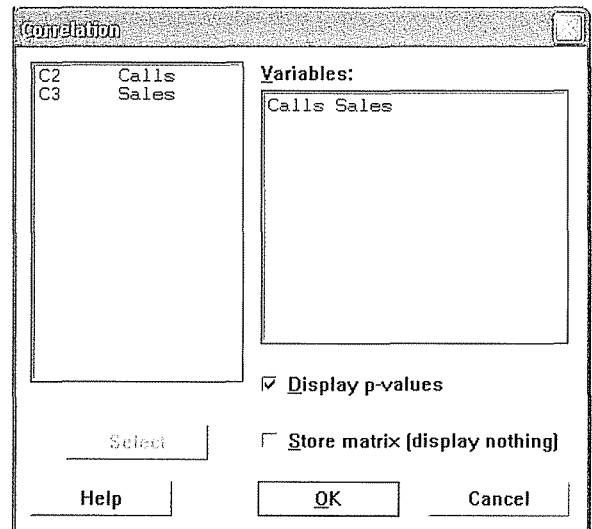 Correlation
C2 Calls
C3 Sales
Variables:
Calls Sales
Display p-values
Select
Store matrix (display nothing)
Help
OK
Cancel